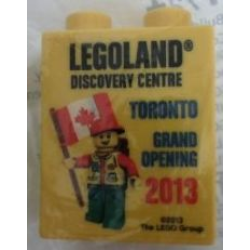 LEGOLAND®
DISCOVERY CENTRE
TORONTO
GRAND
OPENING
2013
©2013
The LEGO Group